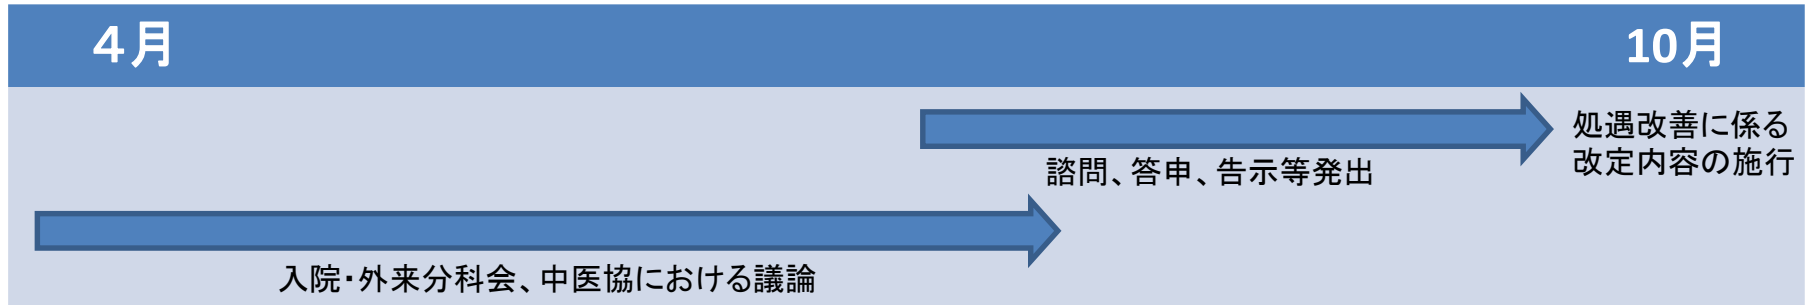 ４月
10月
処遇改善に係る
改定内容の施行
諮問、答申、告示等発出
入院・外来分科会、中医協における議論